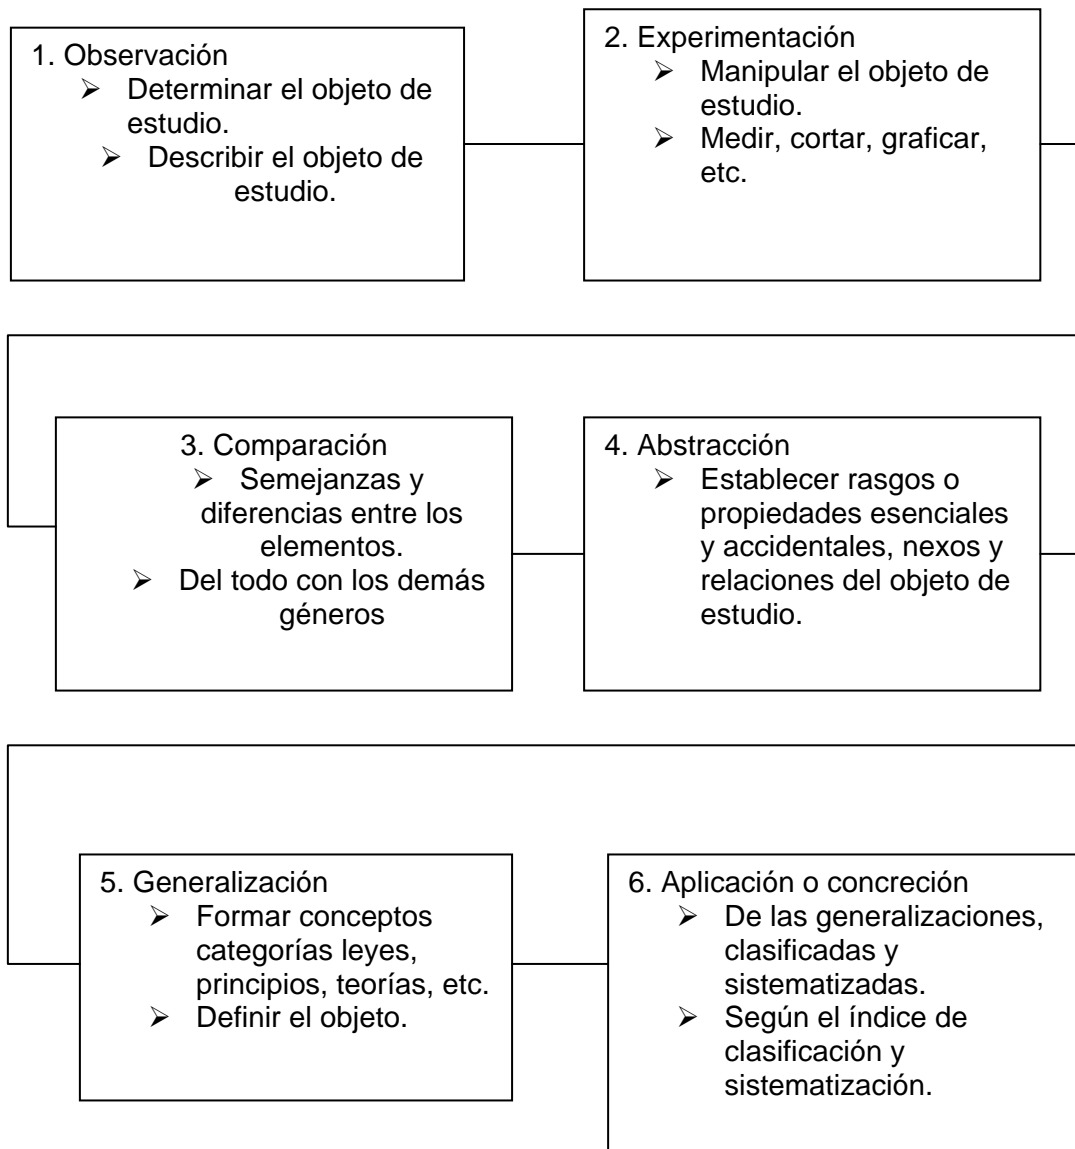 1. Observación
➢ Determinar el objeto de
estudio.
➢ Describir el objeto de
estudio.
2. Experimentación
➢ Manipular el objeto de
estudio.
➢ Medir, cortar, graficar,
etc.
3. Comparación
➢ Semejanzas y
diferencias entre los
elementos.
➢ Del todo con los demás
géneros
4. Abstracción
➢ Establecer rasgos o
propiedades esenciales
y accidentales, nexos y
relaciones del objeto de
estudio.
5. Generalización
➢ Formar conceptos
categorías leyes,
principios, teorías, etc.
➢ Definir el objeto.
6. Aplicación o concreción
➢ De las generalizaciones,
clasificadas y
sistematizadas.
➢ Según el índice de
clasificación y
sistematización.